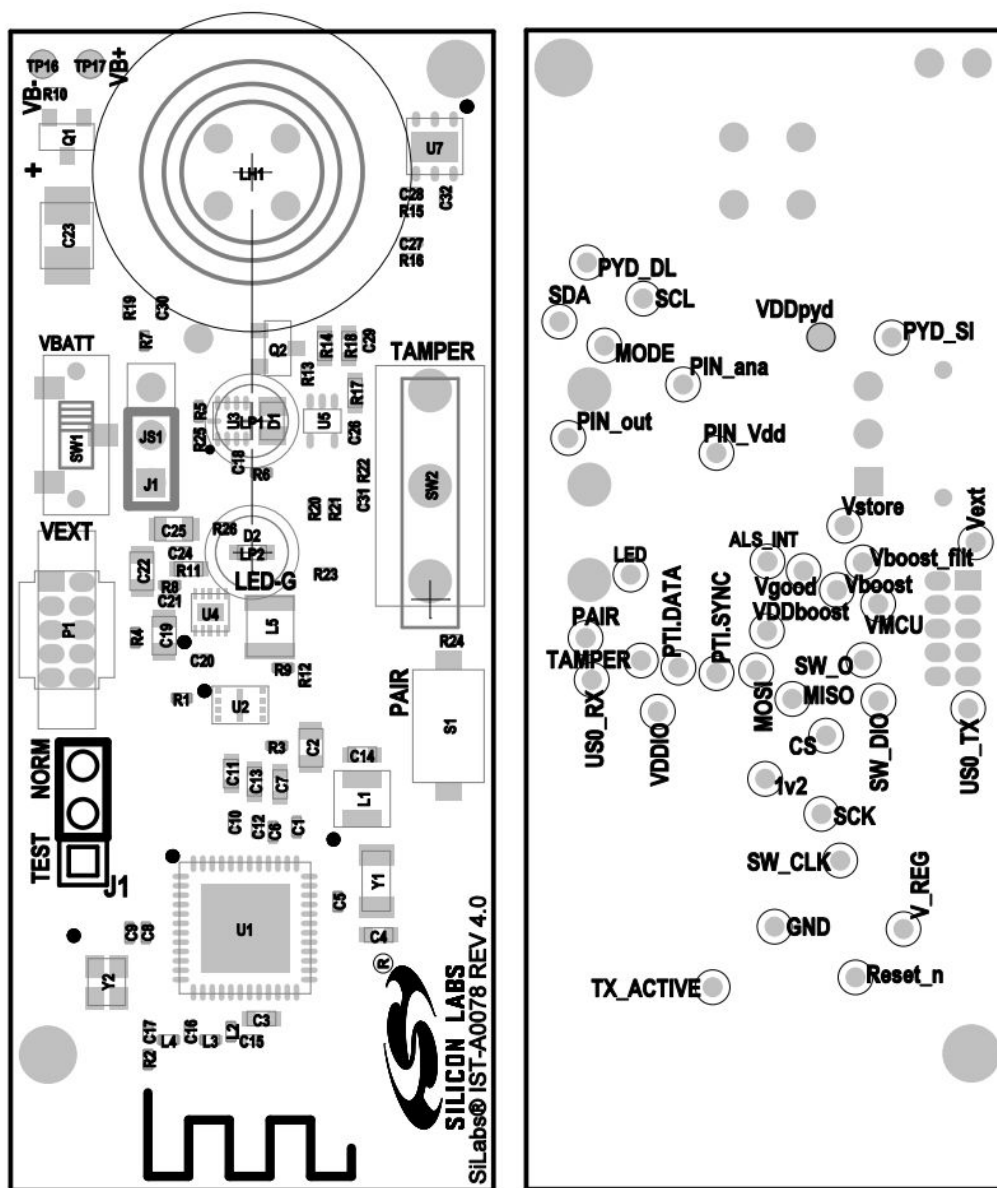 TP16
TP17
VB+
VB-
R10
Q1
+
C23
LH1
U7
C28
R15
C32
C27
R16
R19
C30
VBATT
R7
Q2
R14
R18
C29
TAMPER
R13
R17
SW1
JS1
J1
R5
R25
U3
LP1
D1
U5
C26
C18
R6
R22
C31
SW2
VEXT
C25
R26
R20
R21
D2
LP2
C24
R11
C22
R8
C21
LED-G
R23
P1
R4
C19
U4
L5
C20
R9
R12
R24
R1
U2
PAIR
S1
NORM
TEST
J1
R3
C2
C14
C11
C13
C7
L1
C10
C12
C6
C1
Y1
C5
C4
U1
C9
C8
Y2
®
C17
L4
C16
L3
L2
C15
C3
R2
SILICON LABS
SiLabs® IST-A0078 REV 4.0
PYD_DL
SDA
SCL
VDDpyd
PYD_SI
MODE
PIN_ana
PIN_out
PIN_Vdd
Vstore
Vext
LED
ALS_INT
Vboost_filt
Vgood
Vboost
PAIR
PTI.DATA
PTI.SYNC
VDDboost
VMCU
TAMPER
SW_O
US0_RX
VDDIO
MOSI
MISO
CS
SW_DIO
US0_TX
1v2
SCK
SW_CLK
GND
V_REG
TX_ACTIVE
Reset_n